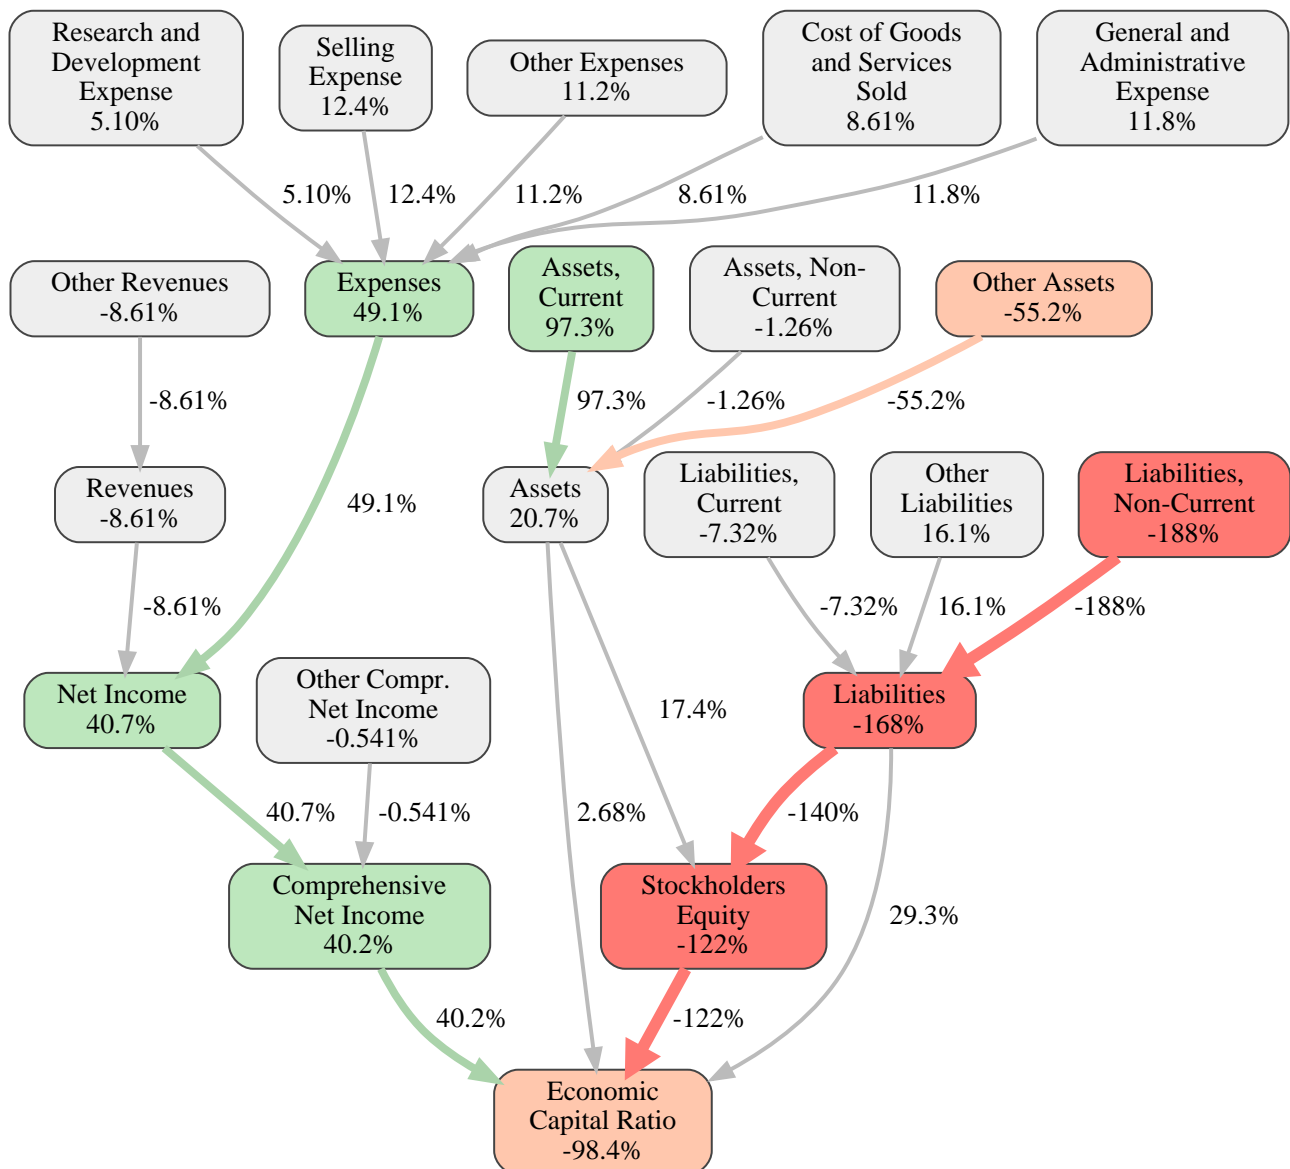 Research and
Development
Expense
5.10%
Selling
Expense
12.4%
Other Expenses
11.2%
Cost of Goods
and Services
Sold
8.61%
General and
Administrative
Expense
11.8%
5.10%
12.4%
11.2%
8.61%
11.8%
Other Revenues
-8.61%
Expenses
49.1%
Assets,
Current
97.3%
Assets, Non-
Current
-1.26%
Other Assets
-55.2%
-8.61%
97.3%
-1.26%
-55.2%
Revenues
-8.61%
49.1%
Assets
20.7%
Liabilities,
Current
-7.32%
Other
Liabilities
16.1%
Liabilities,
Non-Current
-188%
-8.61%
-7.32%
16.1%
-188%
Net Income
40.7%
Other Compr.
Net Income
-0.541%
17.4%
Liabilities
-168%
40.7%
-0.541%
2.68%
-140%
Comprehensive
Net Income
40.2%
Stockholders
Equity
-122%
29.3%
40.2%
-122%
Economic
Capital Ratio
-98.4%